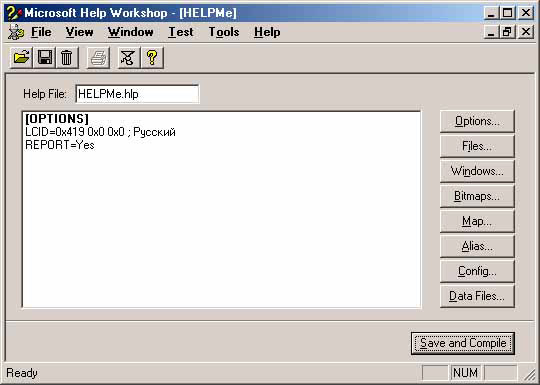 Microsoft Help Workshop - [HELPMe]
File View Window Test Tools Help
Help File: HELPMe.hlp
[OPTIONS]
LCID=0x419 0x0 0x0 ; Русский
REPORT=Yes
Options...
Files...
Windows...
Bitmaps...
Map...
Alias...
Config...
Data Files...
Save and Compile
Ready NUM